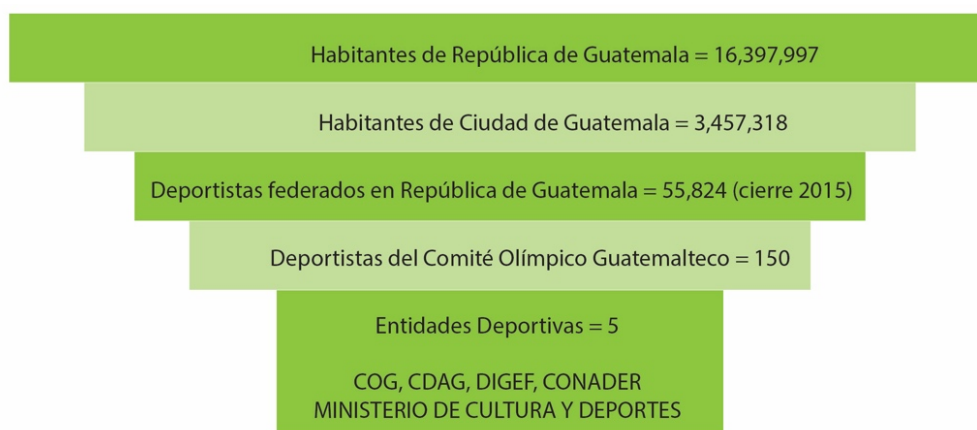 Habitantes de República de Guatemala = 16,397,997
Habitantes de Ciudad de Guatemala = 3,457,318
Deportistas federados en República de Guatemala = 55,824 (cierre 2015)
Deportistas del Comité Olímpico Guatemalteco = 150
Entidades Deportivas = 5
COG, CDAG, DIGEF, CONADER
MINISTERIO DE CULTURA Y DEPORTES